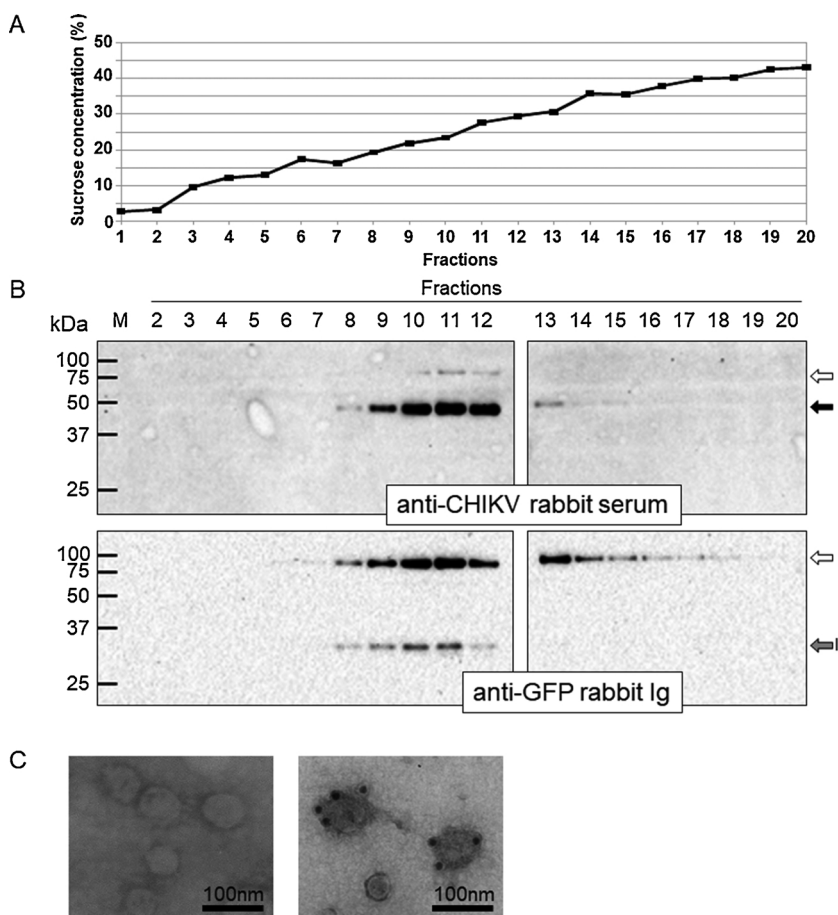 A
Sucrose concentration (%)
50
40
30
20
10
0
1 2 3 4 5 6 7 8 9 10 11 12 13 14 15 16 17 18 19 20
Fractions
B
Fractions
kDa M 2 3 4 5 6 7 8 9 10 11 12 13 14 15 16 17 18 19 20
100
75
50
37
25
anti-CHIKV rabbit serum
100
75
50
37
25
anti-GFP rabbit Ig
C
100nm 100nm